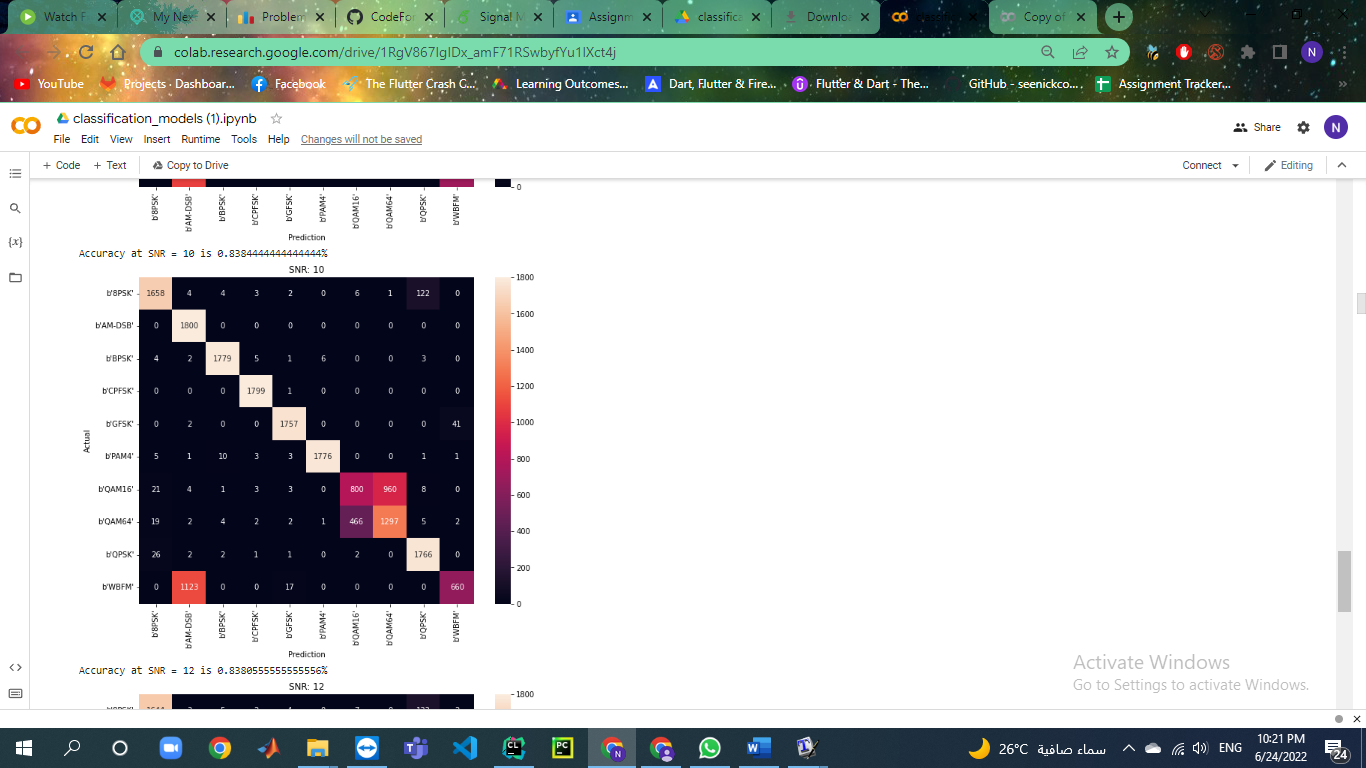 Watch F
My Nex
Problem
CodeFor
Signal M
Assignm
classifica
Downloa
Copy of
colab.research.google.com/drive/1RgV867IgIDx_amF71RSwbyfYu1lXct4j
N
YouTube
Projects · Dashboar...
Facebook
The Flutter Crash C...
Learning Outcomes...
Dart, Flutter & Fire...
Flutter & Dart - The...
GitHub - seenickco...
Assignment Tracker...
classification_models (1).ipynb
File Edit View Insert Runtime Tools Help Changes will not be saved
Share
N
+ Code + Text Copy to Drive
Connect Editing
0
b'8PSK' b'AM-DSB' b'BPSK' b'CPFSK' b'GFSK' b'PAM4' b'QAM16' b'QAM64' b'QPSK' b'WBFM'
Prediction
Accuracy at SNR = 10 is 0.8384444444444444%
SNR: 10
b'8PSK' 1658 4 4 3 2 0 6 1 122 0
b'AM-DSB' 0 1800 0 0 0 0 0 0 0 0
b'BPSK' 4 2 1779 5 1 6 0 0 3 0
b'CPFSK' 0 0 0 1799 1 0 0 0 0 0
b'GFSK' 0 2 0 0 1757 0 0 0 0 41
b'PAM4' 5 1 10 3 3 1776 0 0 1 1
b'QAM16' 21 4 1 3 3 0 800 960 8 0
b'QAM64' 19 2 4 2 2 1 466 1297 5 2
b'QPSK' 26 2 2 1 1 0 2 0 1766 0
b'WBFM' 0 1123 0 0 17 0 0 0 0 660
Actual
1800
1600
1400
1200
1000
800
600
400
200
0
b'8PSK' b'AM-DSB' b'BPSK' b'CPFSK' b'GFSK' b'PAM4' b'QAM16' b'QAM64' b'QPSK' b'WBFM'
Prediction
Accuracy at SNR = 12 is 0.8380555555555556%
SNR: 12
1800
Activate Windows
Go to Settings to activate Windows.
26°C سماء صافية
ENG
10:21 PM
6/24/2022
24